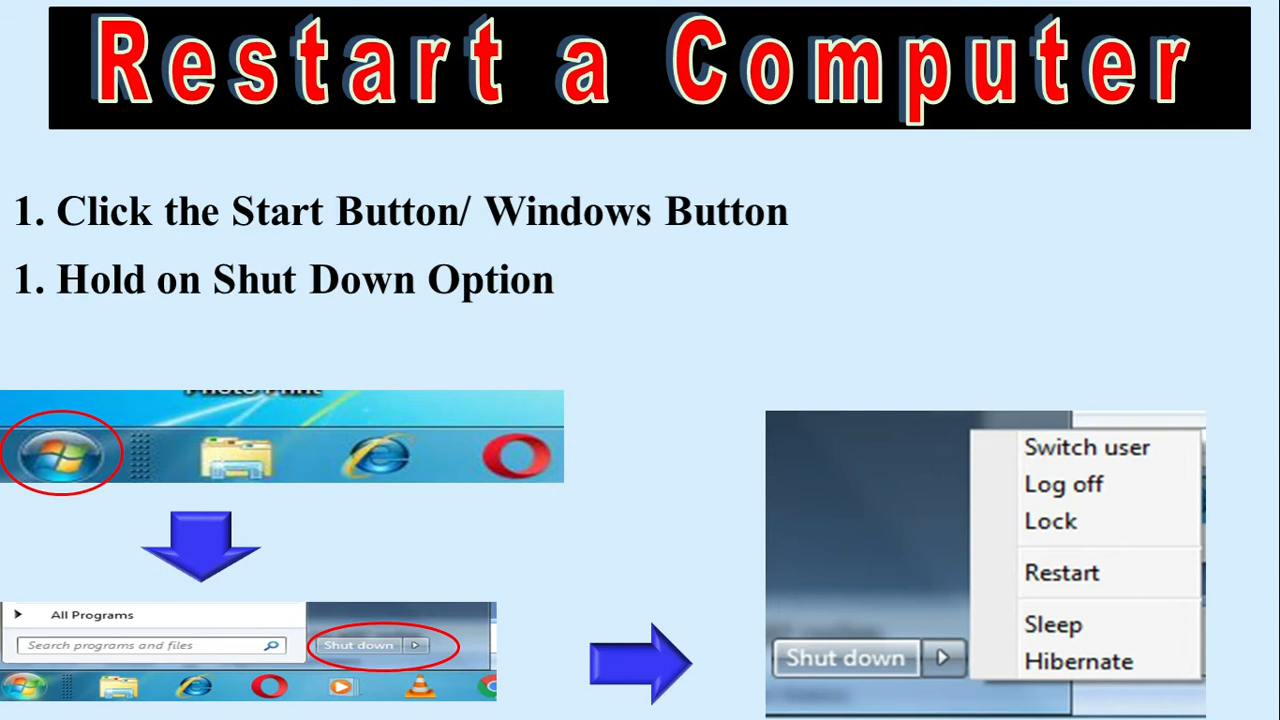 Restart a Computer
1. Click the Start Button/ Windows Button
1. Hold on Shut Down Option
All Programs
Search programs and files
Shut down
Switch user
Log off
Lock
Restart
Sleep
Shut down
Hibernate